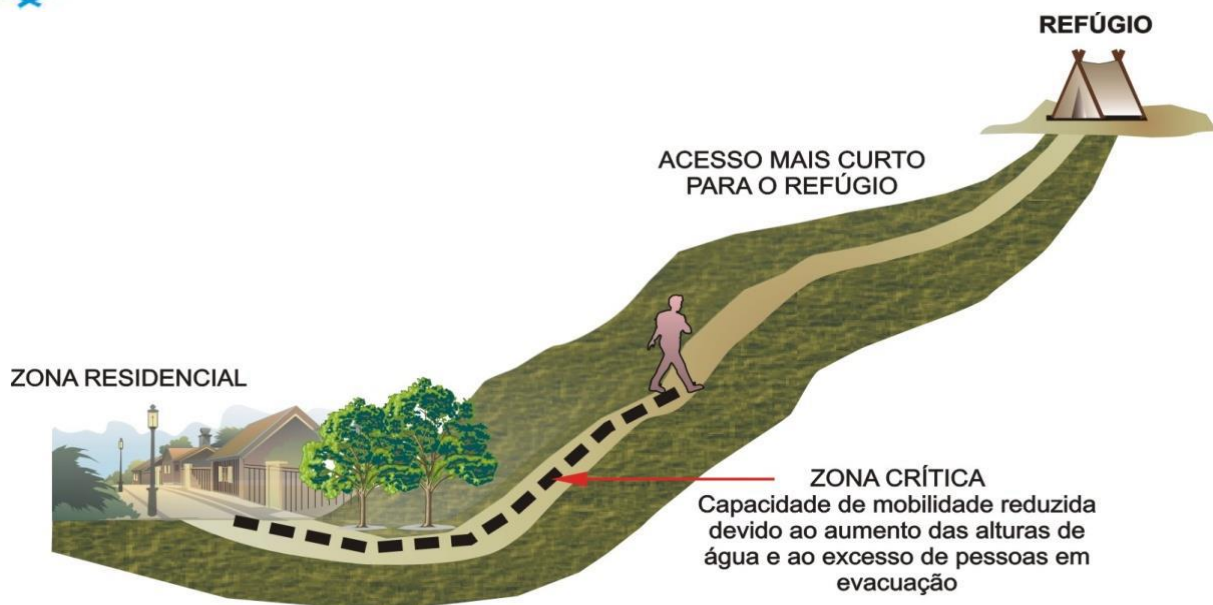 REFÚGIO
ACESSO MAIS CURTO
PARA O REFÚGIO
ZONA RESIDENCIAL
ZONA CRÍTICA
Capacidade de mobilidade reduzida
devido ao aumento das alturas de
água e ao excesso de pessoas em
evacuação